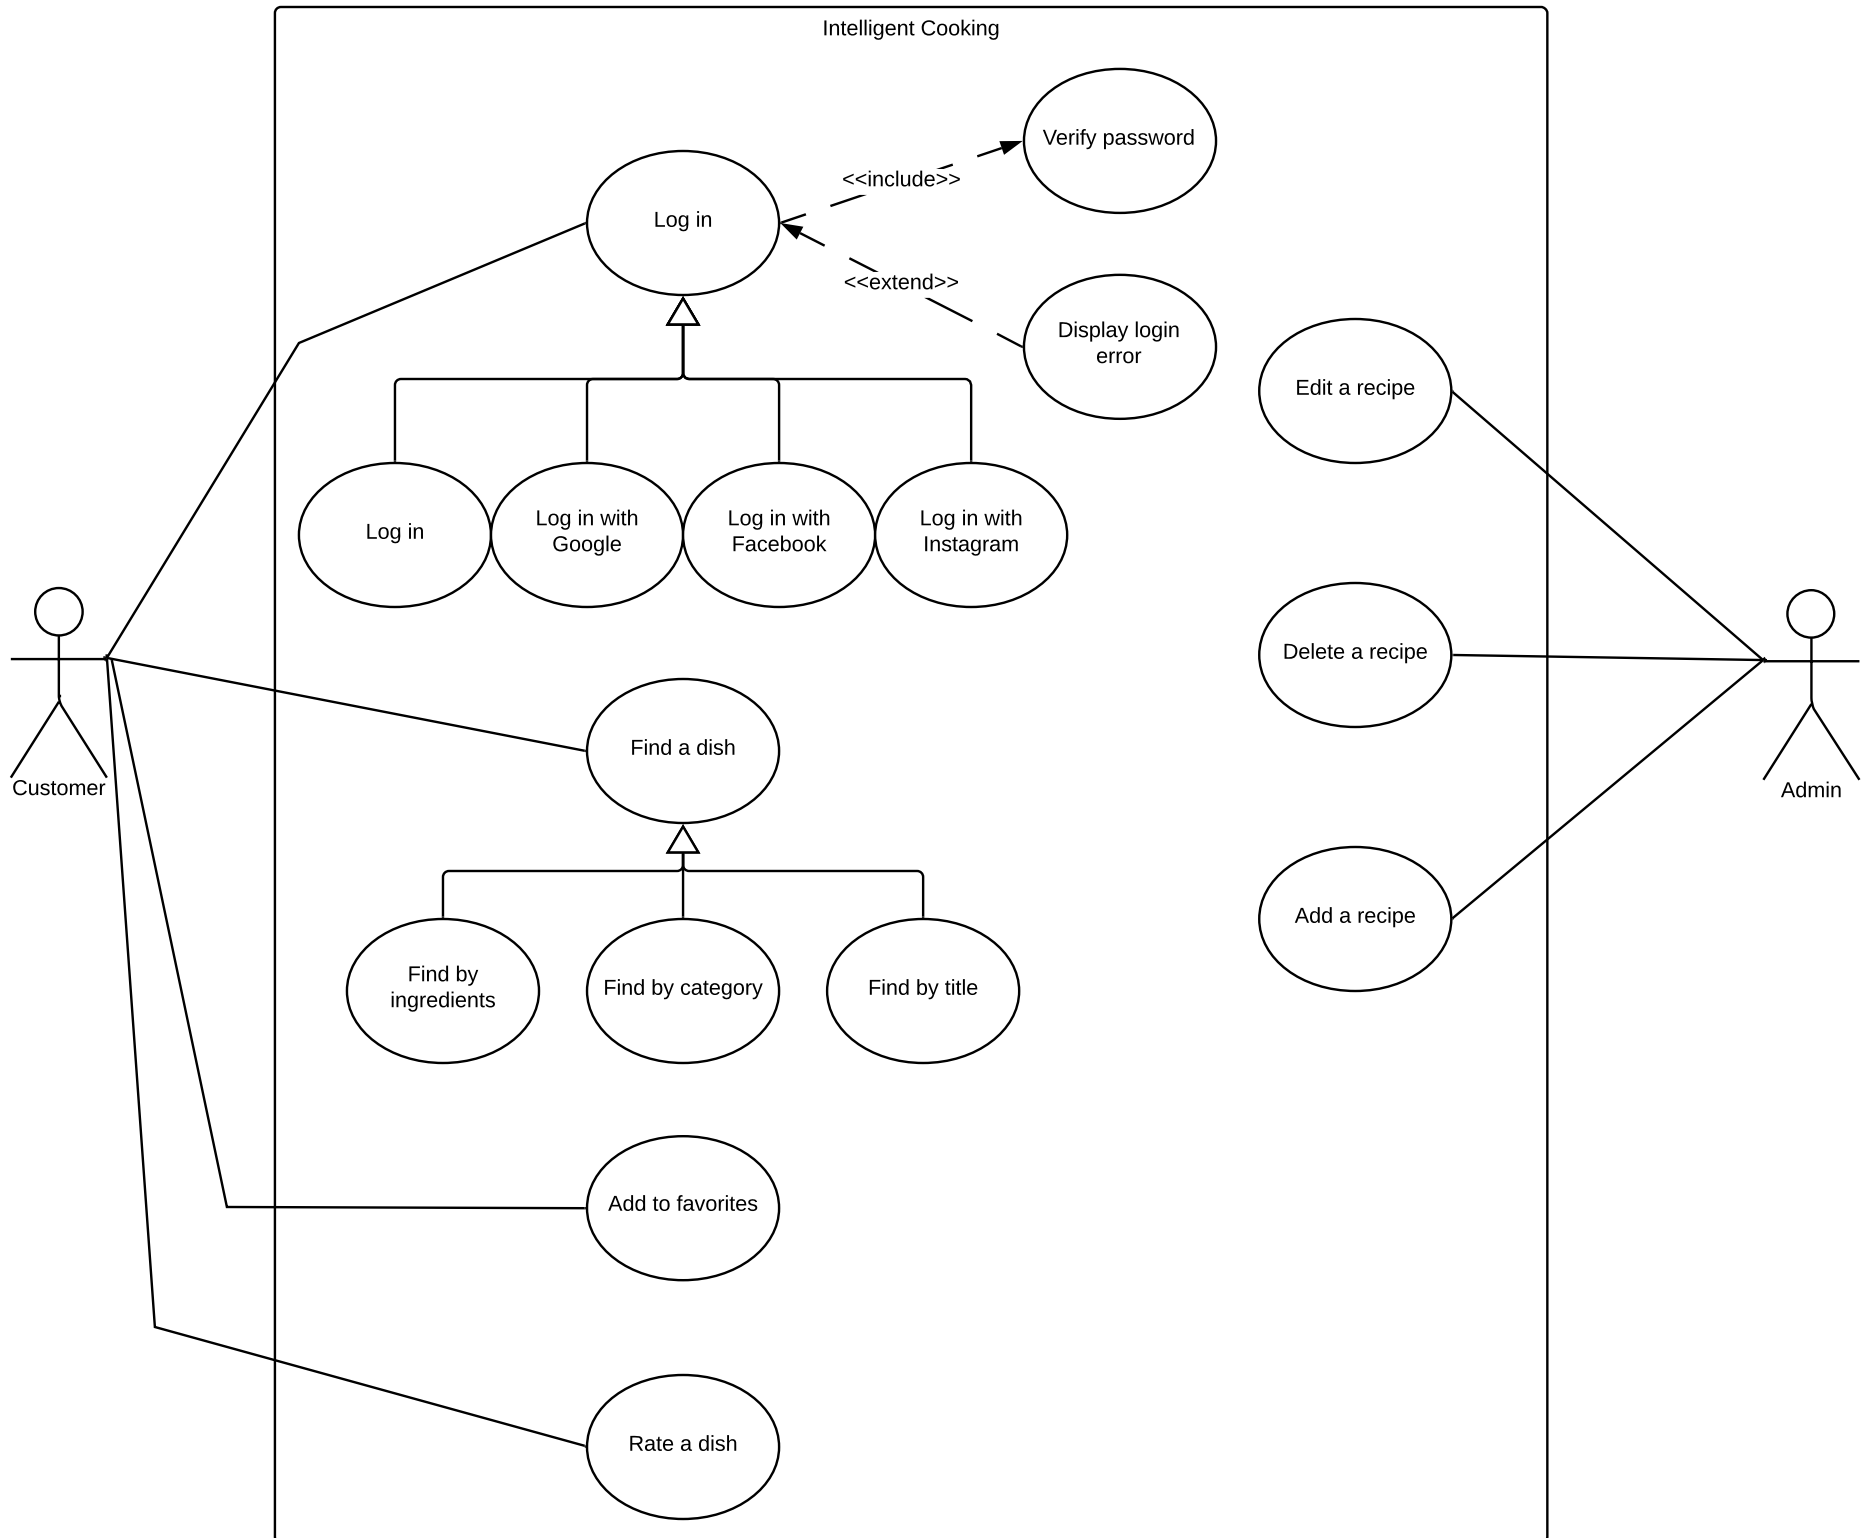 Intelligent Cooking
Verify password
<<include>>
Log in
<<extend>>
Display login
error
Edit a recipe
Log in
Log in with
Google
Log in with
Facebook
Log in with
Instagram
Delete a recipe
Find a dish
Customer
Admin
Add a recipe
Find by
ingredients
Find by category
Find by title
Add to favorites
Rate a dish